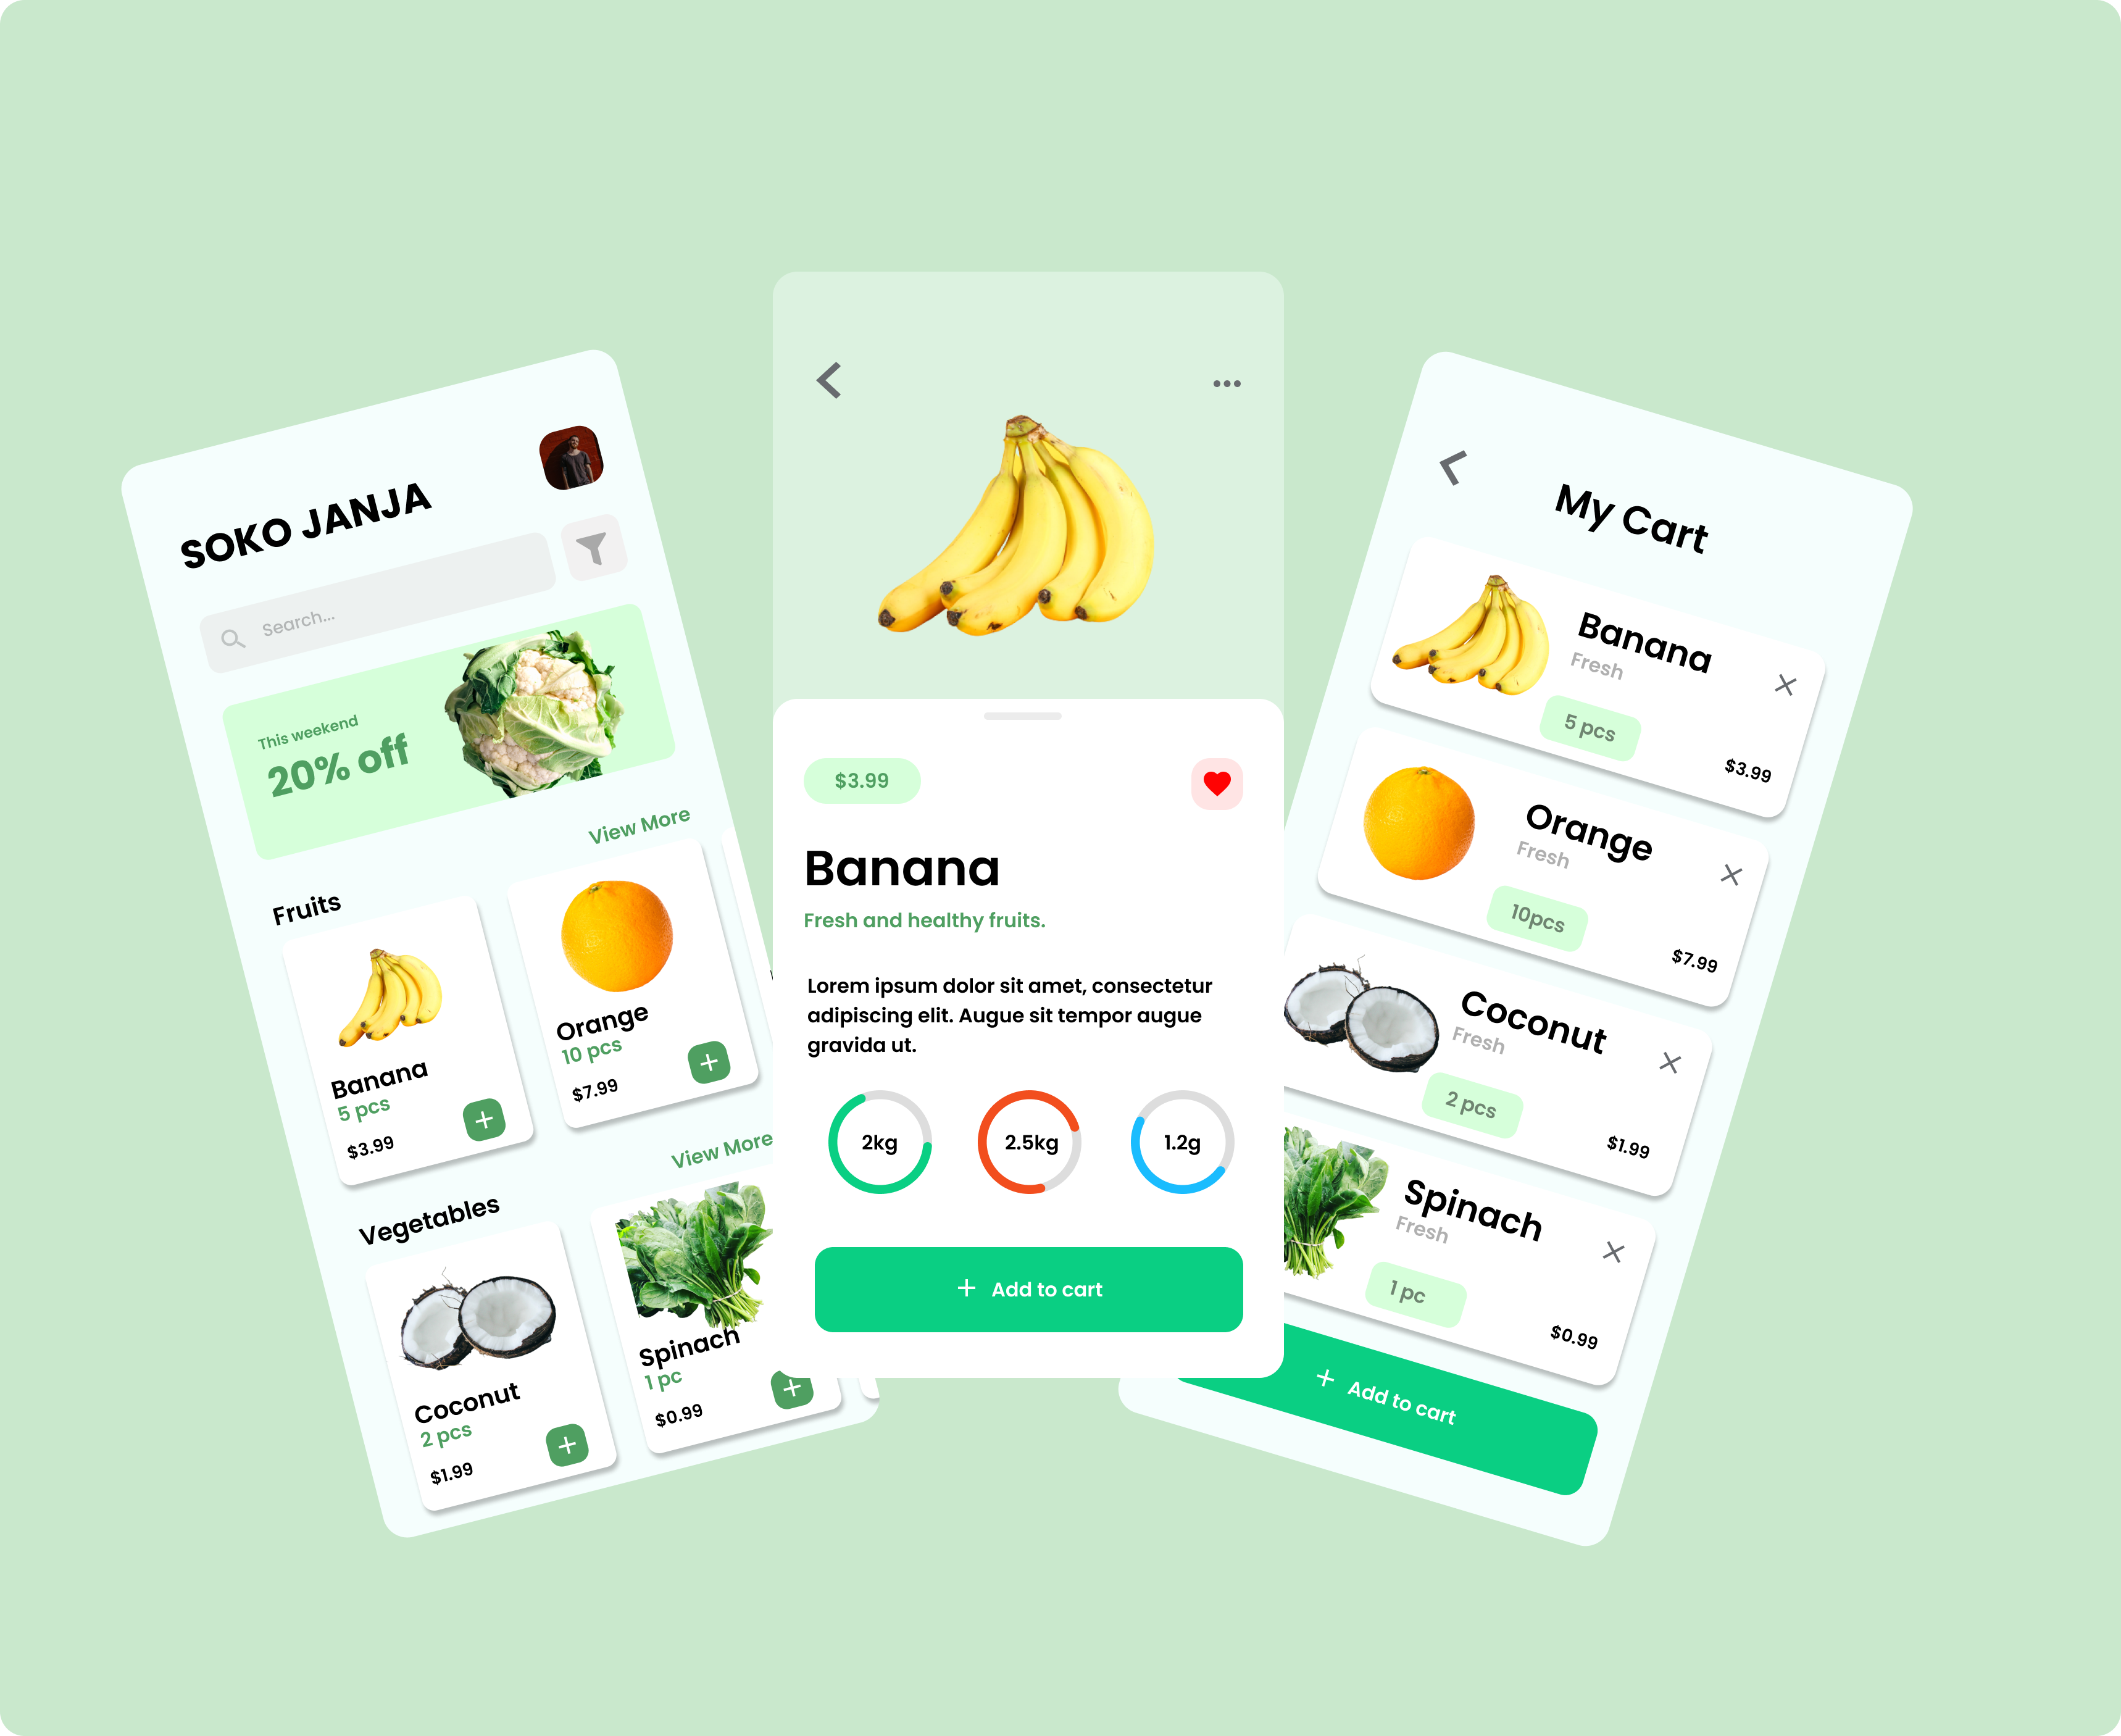 SOKO JANJA
Search...
This weekend
20% off
View More
Fruits
Banana
5 pcs
$3.99
Orange
10 pcs
$7.99
View More
Vegetables
Coconut
2 pcs
$1.99
Spinach
1 pc
$0.99
$3.99
Banana
Fresh and healthy fruits.
Lorem ipsum dolor sit amet, consectetur
adipiscing elit. Augue sit tempor augue
gravida ut.
2kg
2.5kg
1.2g
Add to cart
My Cart
Banana
Fresh
5 pcs
$3.99
Orange
Fresh
10pcs
$7.99
Coconut
Fresh
2 pcs
$1.99
Spinach
Fresh
1 pc
$0.99
Add to cart